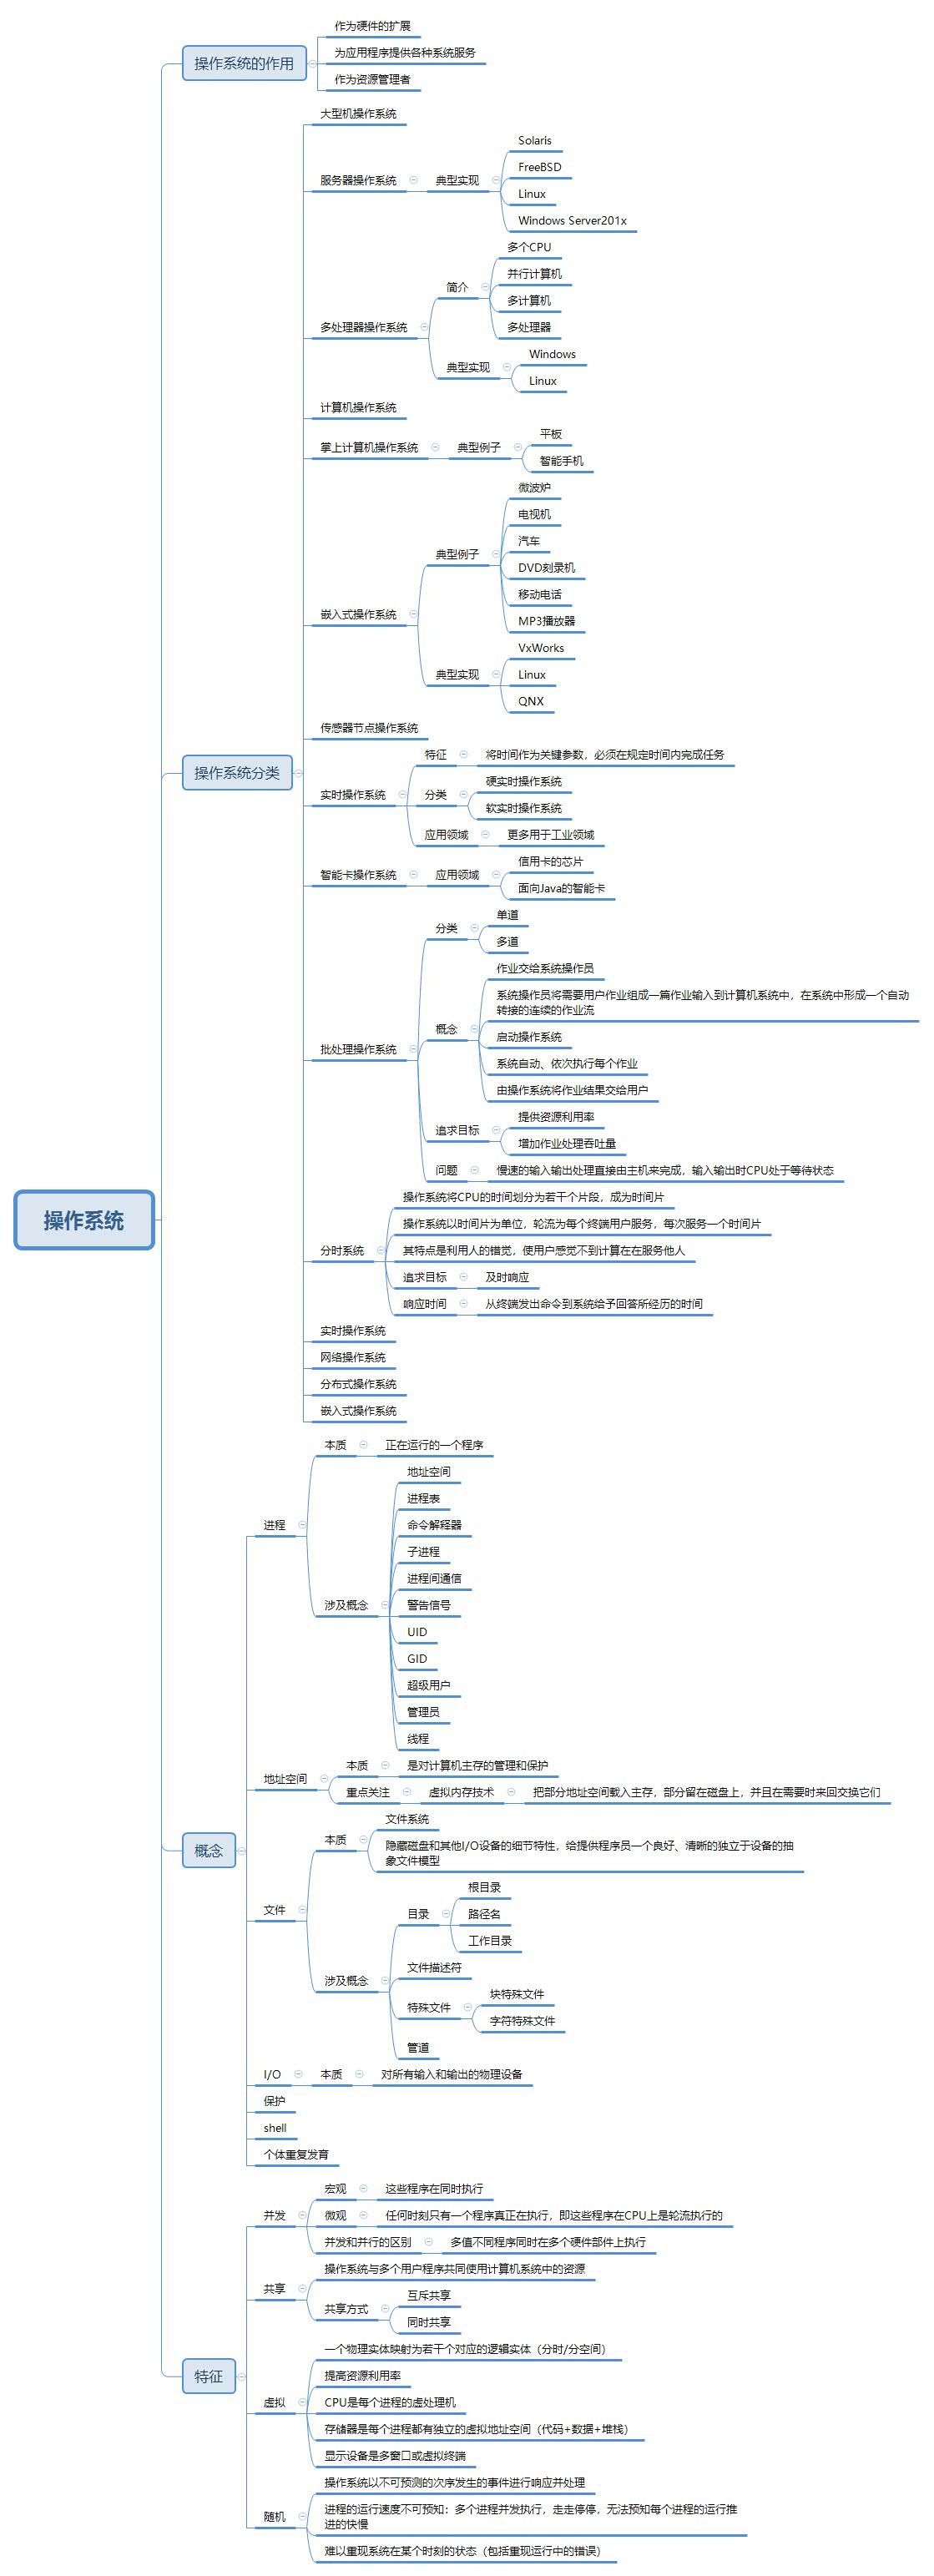 操作系统
操作系统的作用
作为硬件的扩展
为应用程序提供各种系统服务
作为资源管理者
操作系统分类
大型机操作系统
服务器操作系统
典型实现
Solaris
FreeBSD
Linux
Windows Server201x
多处理器操作系统
简介
多个CPU
并行计算机
多计算机
多处理器
典型实现
Windows
Linux
计算机操作系统
掌上计算机操作系统
典型例子
平板
智能手机
嵌入式操作系统
典型例子
微波炉
电视机
汽车
DVD刻录机
移动电话
MP3播放器
典型实现
VxWorks
Linux
QNX
传感器节点操作系统
实时操作系统
特征
将时间作为关键参数，必须在规定时间内完成任务
分类
硬实时操作系统
软实时操作系统
应用领域
更多用于工业领域
智能卡操作系统
应用领域
信用卡的芯片
面向Java的智能卡
批处理操作系统
分类
单道
多道
概念
作业交给系统操作员
系统操作员将需要用户作业组成一篇作业输入到计算机系统中，在系统中形成一个自动
转接的连续的作业流
启动操作系统
系统自动、依次执行每个作业
由操作系统将作业结果交给用户
追求目标
提供资源利用率
增加作业处理吞吐量
问题
慢速的输入输出处理直接由主机来完成，输入输出时CPU处于等待状态
分时系统
操作系统将CPU的时间划分为若干个片段，成为时间片
操作系统以时间片为单位，轮流为每个终端用户服务，每次服务一个时间片
其特点是利用人的错觉，使用户感觉不到计算在在服务他人
追求目标
及时响应
响应时间
从终端发出命令到系统给予回答所经历的时间
实时操作系统
网络操作系统
分布式操作系统
嵌入式操作系统
概念
进程
本质
正在运行的一个程序
涉及概念
地址空间
进程表
命令解释器
子进程
进程间通信
警告信号
UID
GID
超级用户
管理员
线程
地址空间
本质
是对计算机主存的管理和保护
重点关注
虚拟内存技术
把部分地址空间载入主存，部分留在磁盘上，并且在需要时来回交换它们
文件
本质
文件系统
隐藏磁盘和其他I/O设备的细节特性，给提供程序员一个良好、清晰的独立于设备的抽
象文件模型
涉及概念
目录
根目录
路径名
工作目录
文件描述符
特殊文件
块特殊文件
字符特殊文件
管道
I/O
本质
对所有输入和输出的物理设备
保护
shell
个体重复发育
特征
并发
宏观
这些程序在同时执行
微观
任何时刻只有一个程序真正在执行，即这些程序在CPU上是轮流执行的
并发和并行的区别
多值不同程序同时在多个硬件部件上执行
共享
操作系统与多个用户程序共同使用计算机系统中的资源
共享方式
互斥共享
同时共享
虚拟
一个物理实体映射为若干个对应的逻辑实体（分时/分空间）
提高资源利用率
CPU是每个进程的虚处理机
存储器是每个进程都有独立的虚拟地址空间（代码+数据+堆栈）
显示设备是多窗口或虚拟终端
随机
操作系统以不可预测的次序发生的事件进行响应并处理
进程的运行速度不可预知：多个进程并发执行，走走停停，无法预知每个进程的运行推
进的快慢
难以重现系统在某个时刻的状态（包括重现运行中的错误）